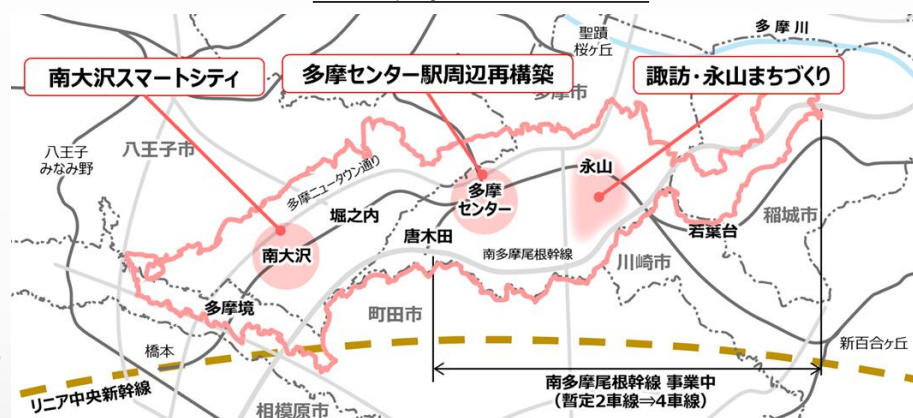 多摩川
聖蹟
桜ヶ丘
南大沢スマートシティ
多摩センター駅周辺再構築
諏訪・永山まちづくり
多摩市
八王子
みなみ野
八王子市
多摩ニュータウン通り
永山
多摩
センター
堀之内
稲城市
若葉台
唐木田
南大沢
南多摩尾根幹線
川崎市
多摩境
町田市
橋本
新百合ヶ丘
リニア中央新幹線
相模原市
南多摩尾根幹線 事業中
(暫定2車線⇒4車線)